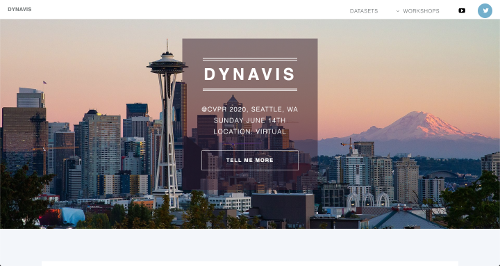 DYNAVIS
DATASETS
WORKSHOPS
DYNAVIS
@CVPR 2020, SEATTLE, WA
SUNDAY JUNE 14TH
LOCATION: VIRTUAL
TELL ME MORE